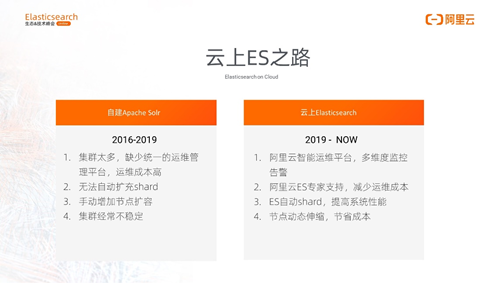 Elasticsearch
生态&技术峰会
阿里云
云上ES之路
Elasticsearch on Cloud
自建Apache Solr
2016-2019
1. 集群太多，缺少统一的运维管
理平台，运维成本高
2. 无法自动扩充shard
3. 手动增加节点扩容
4. 集群经常不稳定
云上Elasticsearch
2019 - NOW
1. 阿里云智能运维平台，多维度监控
告警
2. 阿里云ES专家支持，减少运维成本
3. ES自动shard，提高系统性能
4. 节点动态伸缩，节省成本